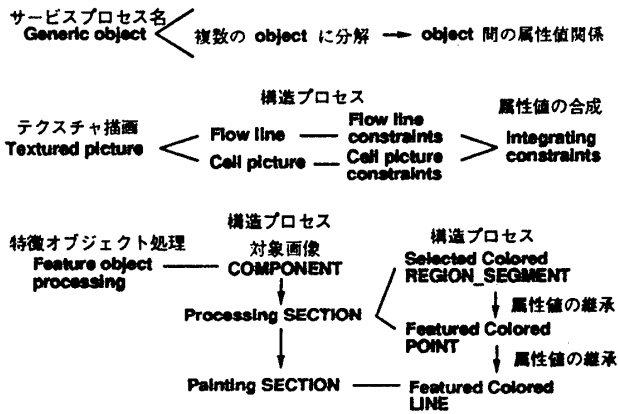 サービスプロセス名
Generic object
複数の object に分解
object 間の属性値関係
構造プロセス
属性値の合成
テクスチャ描画
Textured picture
Flow line
Flow line
constraints
Cell picture
Cell picture
constraints
Integrating
constraints
構造プロセス
特徴オブジェクト処理
Feature object
processing
対象画像
COMPONENT
構造プロセス
Selected Colored
REGION_SEGMENT
属性値の継承
Processing SECTION
Featured Colored
POINT
属性値の継承
Painting SECTION
Featured Colored
LINE